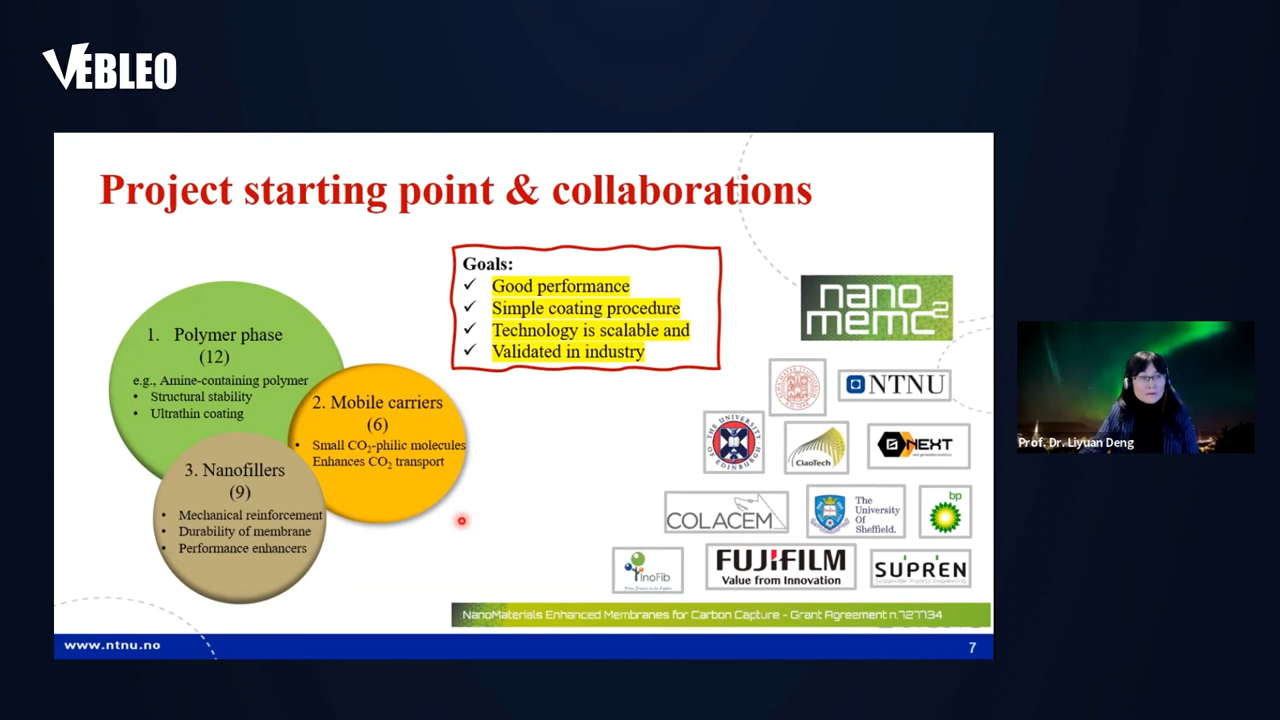 VEBLEO
Project starting point & collaborations
Goals:
✓ Good performance
✓ Simple coating procedure
✓ Technology is scalable and
✓ Validated in industry
1. Polymer phase
(12)
e.g., Amine-containing polymer
• Structural stability
• Ultrathin coating
2. Mobile carriers
(6)
• Small CO₂-philic molecules
Enhances CO₂ transport
3. Nanofillers
(9)
• Mechanical reinforcement
• Durability of membrane
• Performance enhancers
nano
memc²
NTNU
THE UNIVERSITY OF EDINBURGH
CiaoTech
NEXT
COLACEM
The
University
Of
Sheffield.
bp
InoFib
FUJIFILM
Value from Innovation
SUPREN
Sustainable Process Engineering
NanoMaterials Enhanced Membranes for Carbon Capture - Grant Agreement n.727734
www.ntnu.no
7
Prof. Dr. Liyuan Deng